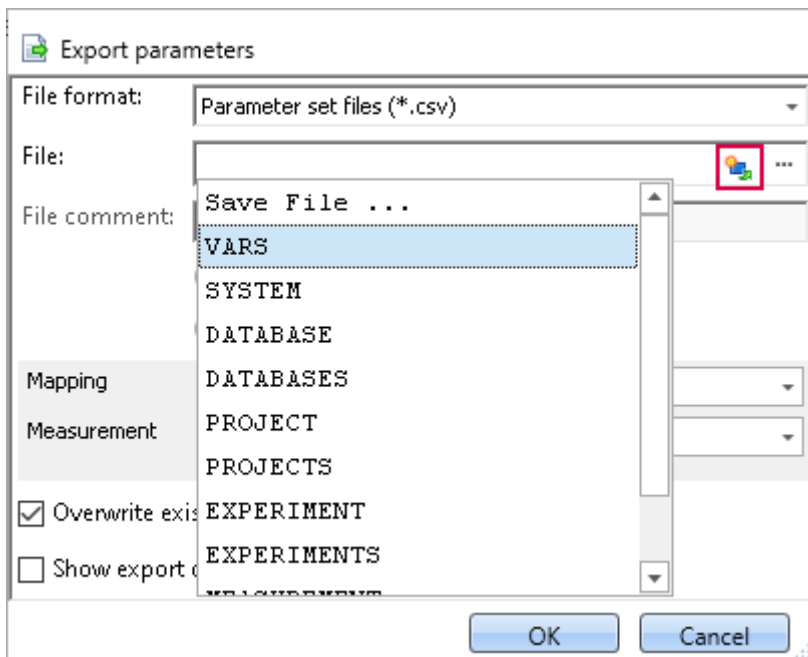 Export parameters
File format:
Parameter set files (*.csv)
File:
...
File comment:
Save File ...
VARS
SYSTEM
DATABASE
DATABASES
Mapping
PROJECT
Measurement
PROJECTS
EXPERIMENT
Overwrite exis
EXPERIMENTS
Show export
OK
Cancel